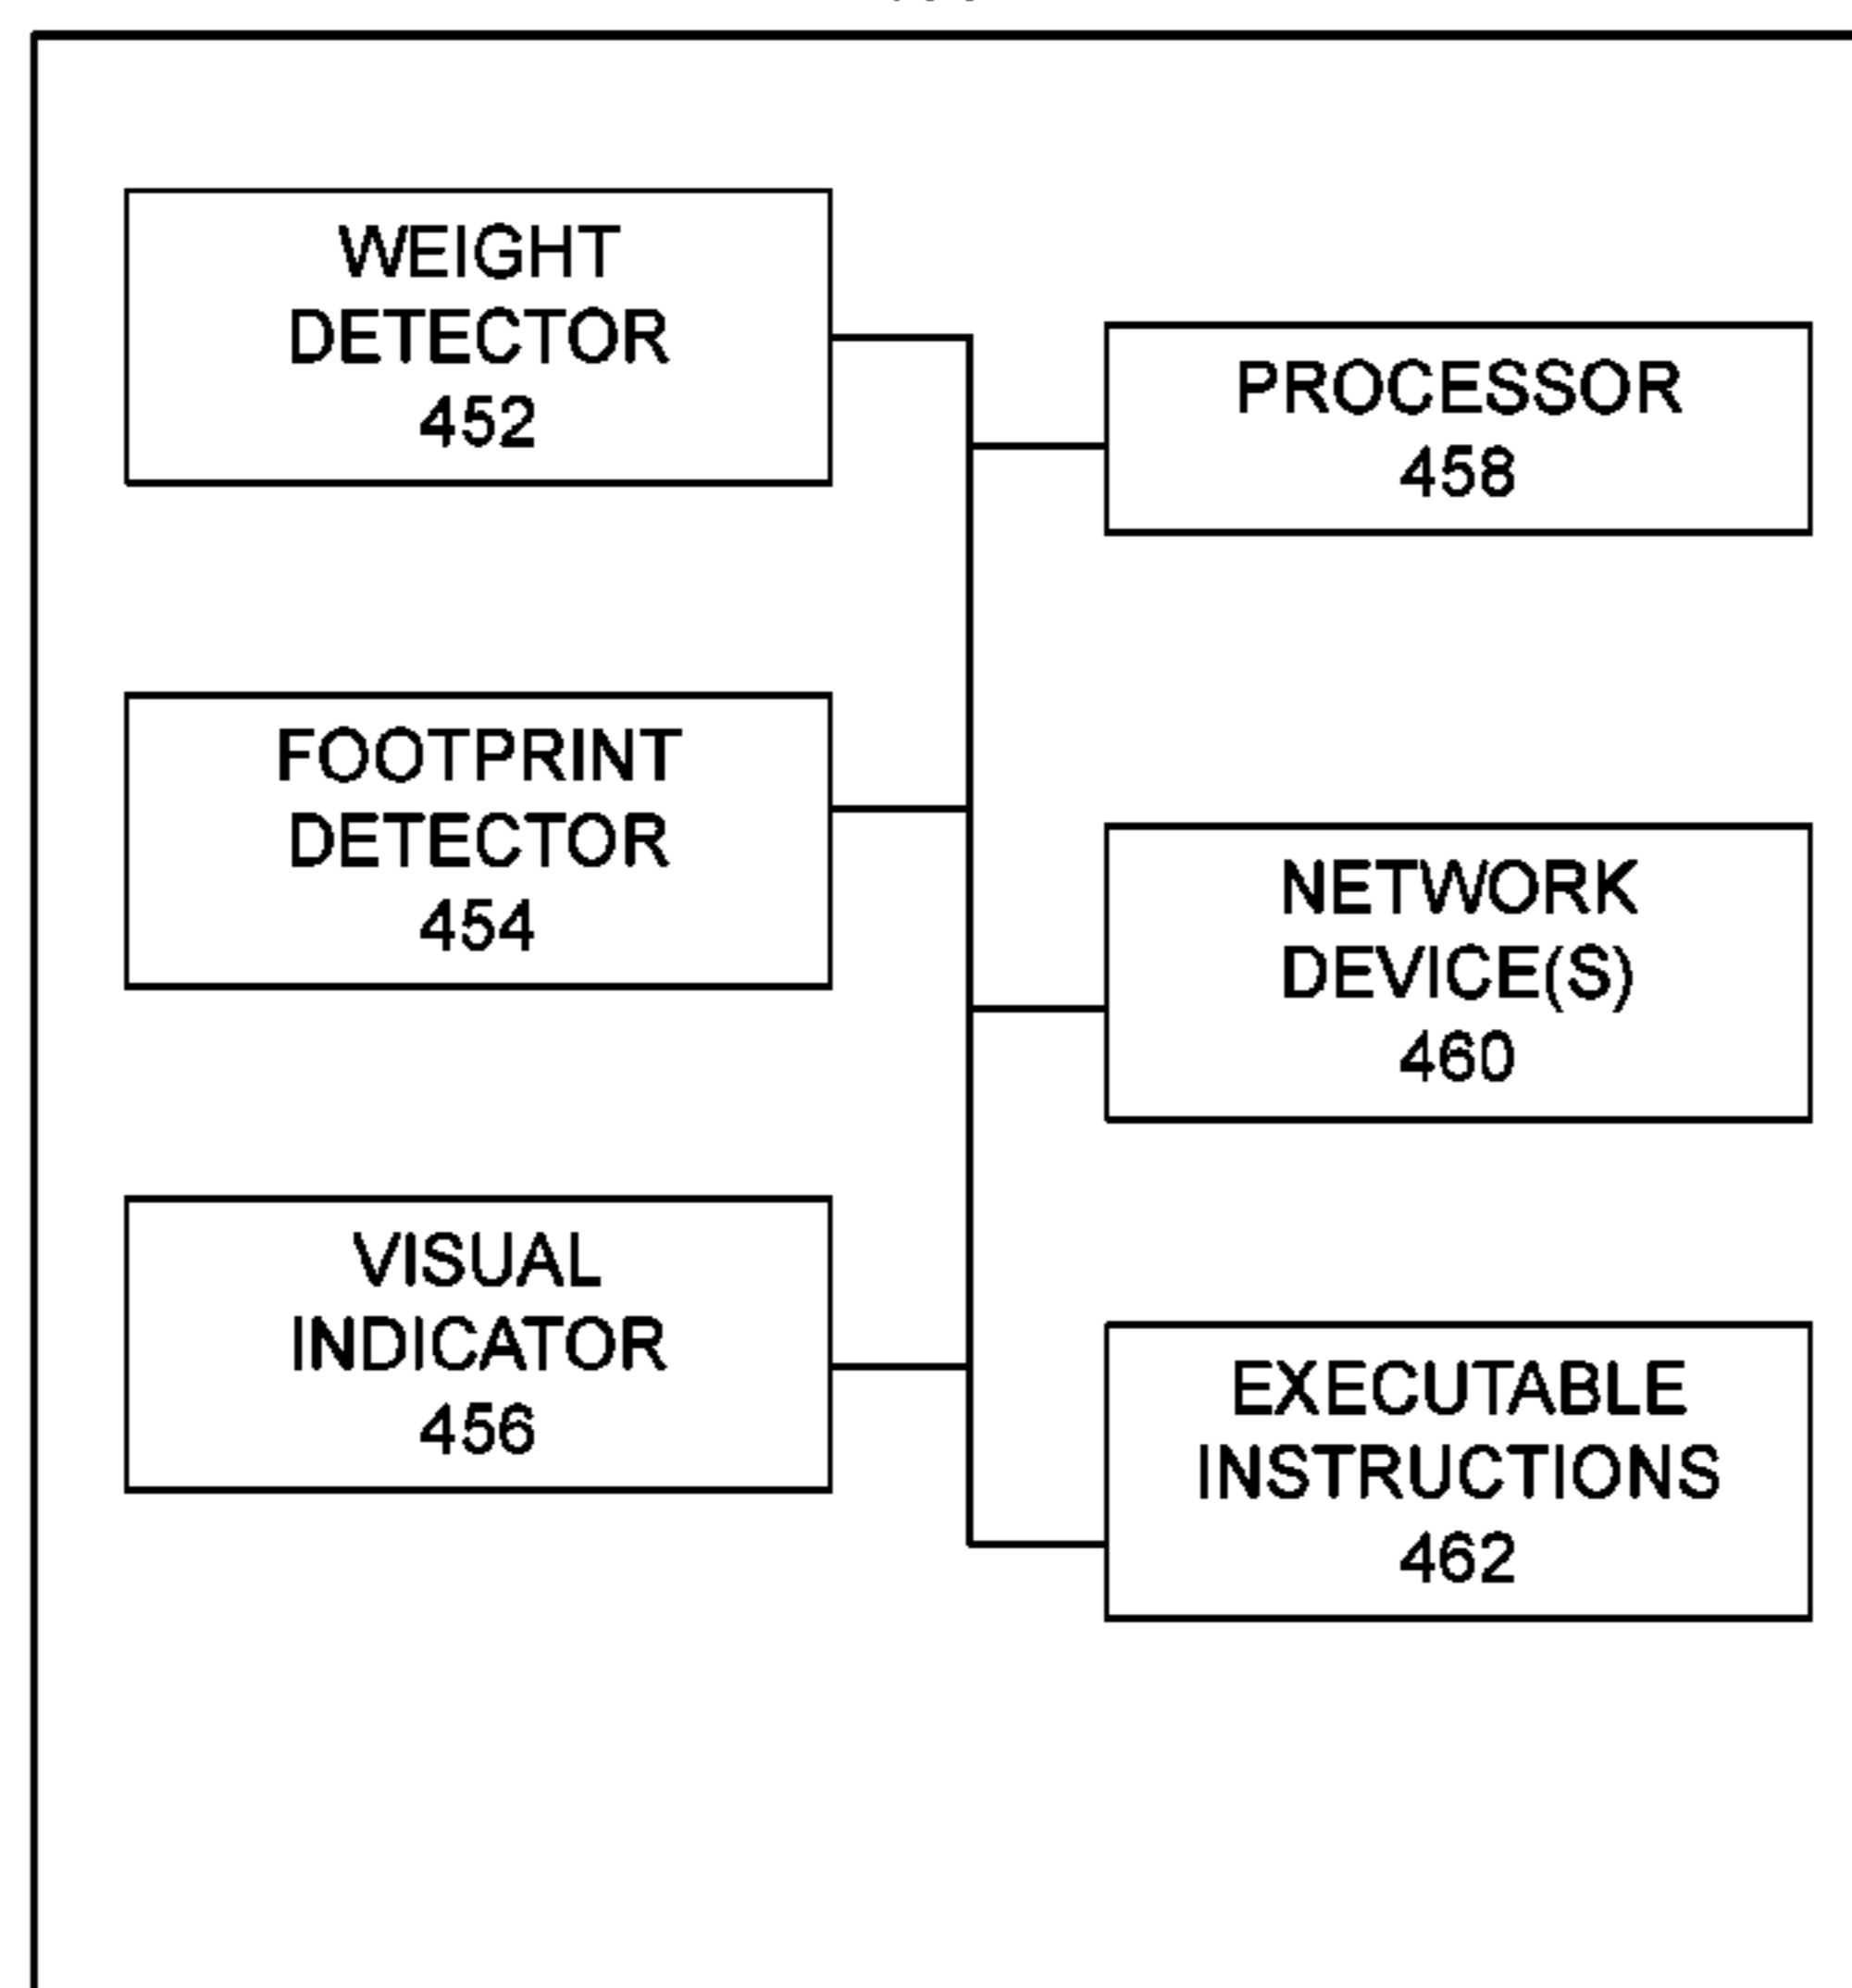 WEIGHT
DETECTOR
452
PROCESSOR
458
FOOTPRINT
DETECTOR
454
NETWORK
DEVICE(S)
460
VISUAL
INDICATOR
456
EXECUTABLE
INSTRUCTIONS
462